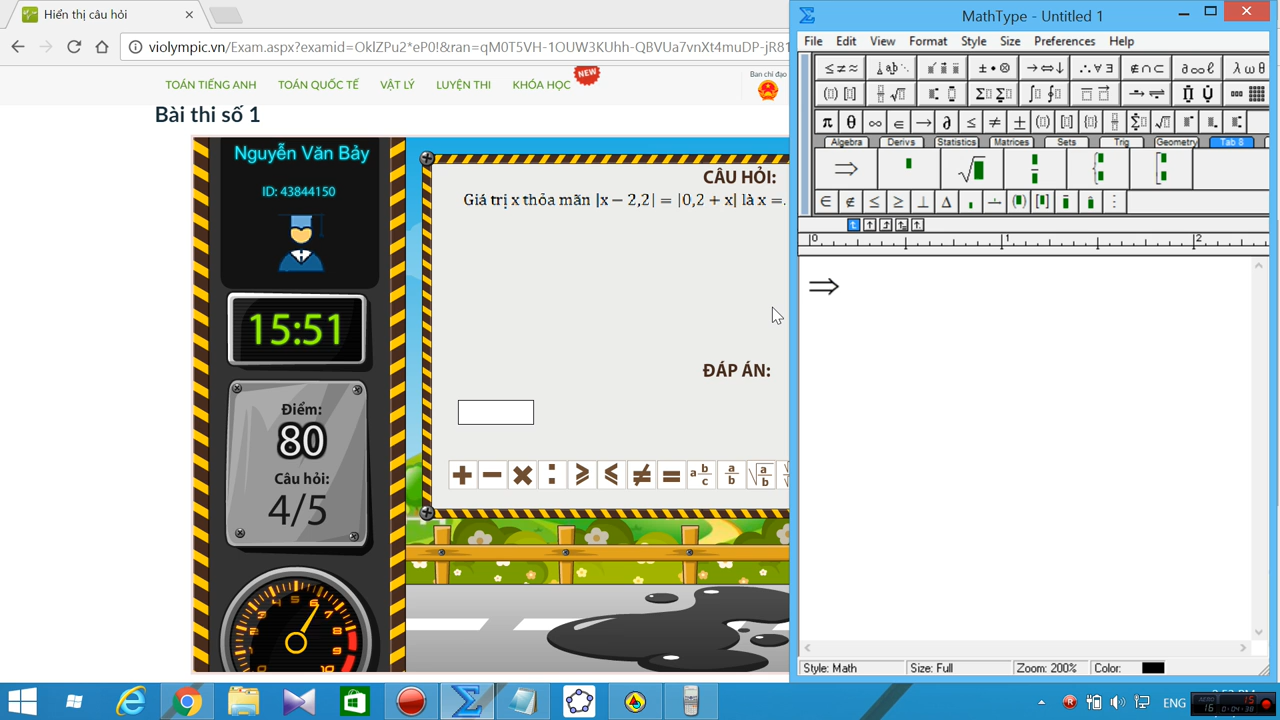 Hiển thị câu hỏi
MathType - Untitled 1
violympic.vn/Exam.aspx?examid=OklZPu2*eP0!&ran=qM0T5VH-1OUW3KUhh-QBVUa7vnXt4muDP-jR81
File Edit View Format Style Size Preferences Help
TOÁN TIẾNG ANH TOÁN QUỐC TẾ VẬT LÝ LUYỆN THI KHÓA HỌC NEW
Ban chỉ đạo
Bài thi số 1
Algebra Derivs Statistics Matrices Sets Trig Geometry Tab 8
Nguyễn Văn Bảy
ID: 43844150
CÂU HỎI:
Giá trị x thỏa mãn |x − 2,2| = |0,2 + x| là x =.
0 1 2
⇒
15:51
ĐÁP ÁN:
Điểm:
80
Câu hỏi:
4/5
+ − × : ≥ ≤ ≠ = a b/c a/b √a/b
Style: Math Size: Full Zoom: 200% Color:
ENG